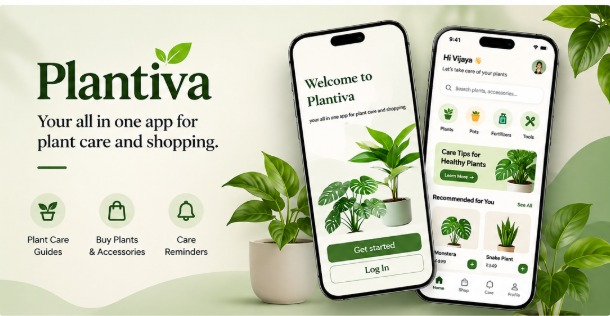 Plantiva
Your all in one app for
plant care and shopping.
Plant Care
Guides
Buy Plants
& Accessories
Care
Reminders
Welcome to
Plantiva
your all in one app for plant care and shopping
Get started
Log In
9:41
Hi Vijaya 👋
Let's take care of your plants
Search plants, accessories...
Plants
Pots
Fertilizers
Tools
Care Tips for
Healthy Plants
Learn More →
Recommended for You
See All
Monstera
Snake Plant
₹499
₹349
Home
Shop
Care
Profile